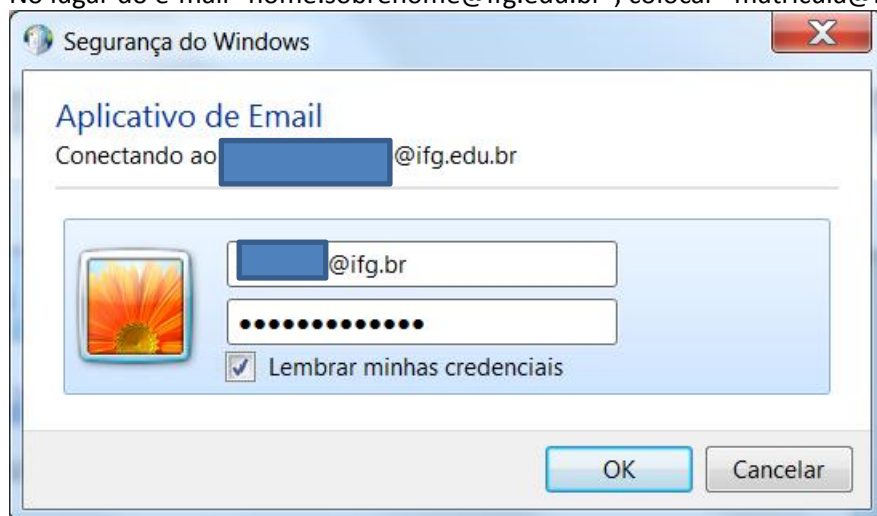 No lugar do e-mail "nome.sobrenome@ifg.edu.br", colocar "matricula@
Segurança do Windows
Aplicativo de Email
Conectando ao @ifg.edu.br
@ifg.br
●●●●●●●●●●●●●
Lembrar minhas credenciais
OK Cancelar